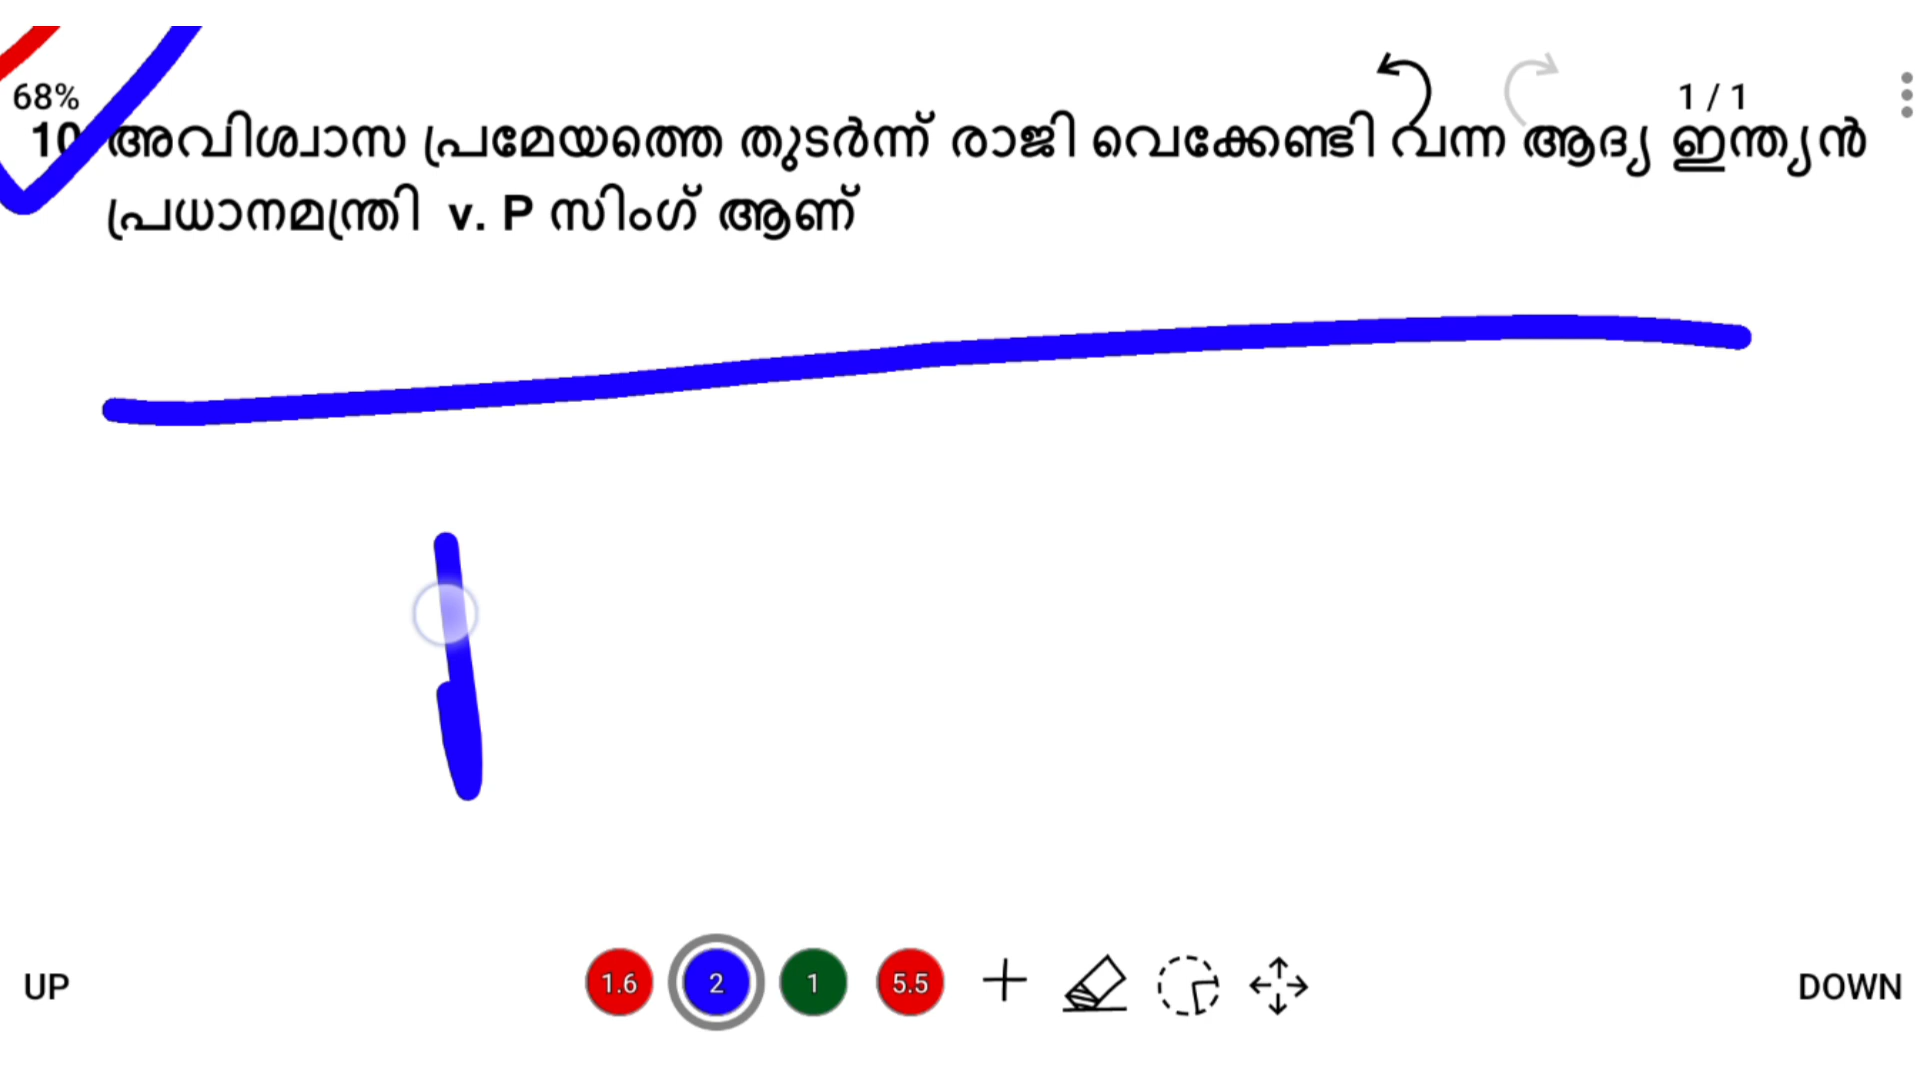 68%
1 / 1
10 അവിശ്വാസ പ്രമേയത്തെ തുടർന്ന് രാജി വെക്കേണ്ടി വന്ന ആദ്യ ഇന്ത്യൻ
പ്രധാനമന്ത്രി v. P സിംഗ് ആണ്
UP
1.6
2
1
5.5
DOWN